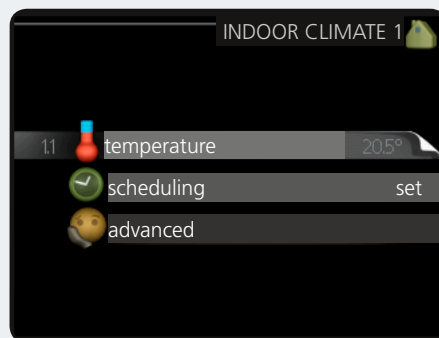 INDOOR CLIMATE 1
1.1 temperature 20.5°
scheduling set
advanced